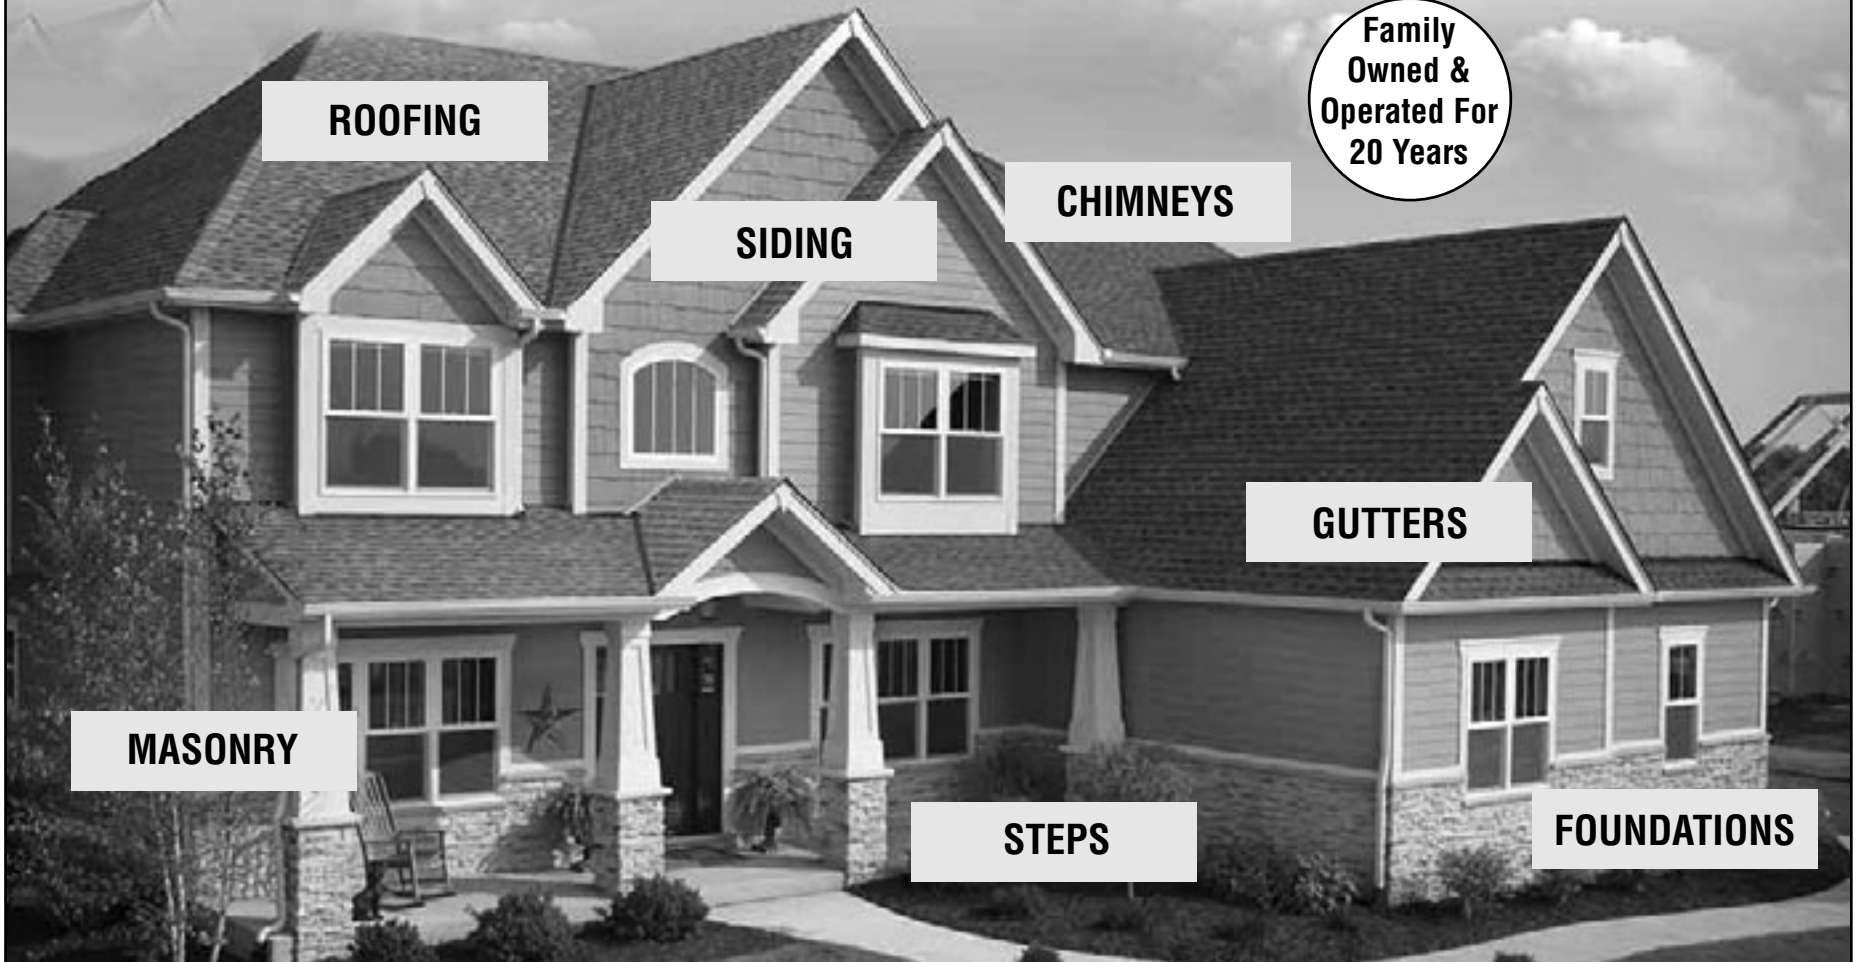 Family
Owned &
Operated For
20 Years
ROOFING
CHIMNEYS
SIDING
GUTTERS
MASONRY
STEPS
FOUNDATIONS